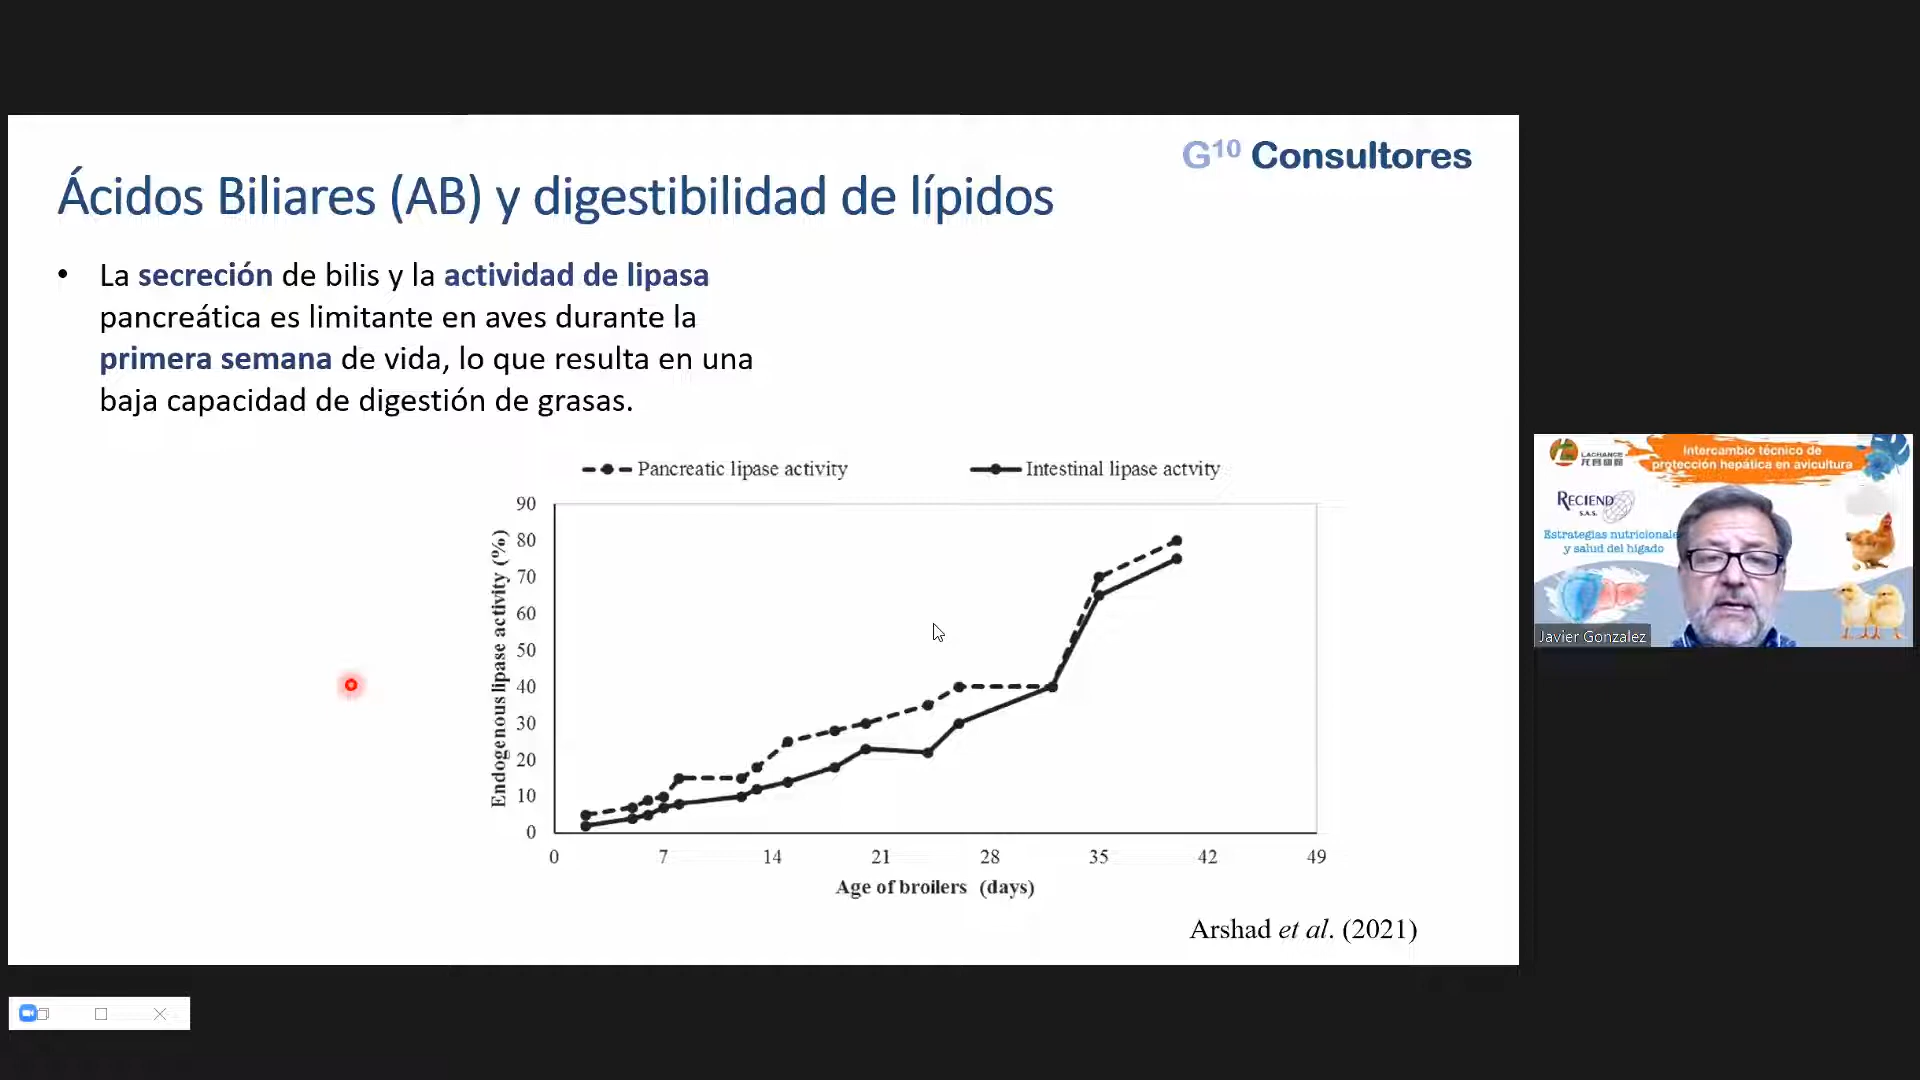 G10 Consultores
Ácidos Biliares (AB) y digestibilidad de lípidos
• La secreción de bilis y la actividad de lipasa
pancreática es limitante en aves durante la
primera semana de vida, lo que resulta en una
baja capacidad de digestión de grasas.
Pancreatic lipase activity
Intestinal lipase actvity
Endogenous lipase activity (%)
90
80
70
60
50
40
30
20
10
0
0 7 14 21 28 35 42 49
Age of broilers (days)
Arshad et al. (2021)
LACHANCE
Intercambio técnico de
protección hepática en avicultura
RECIEND
S.A.S.
Estrategias nutricionale
y salud del hígado
Javier Gonzalez